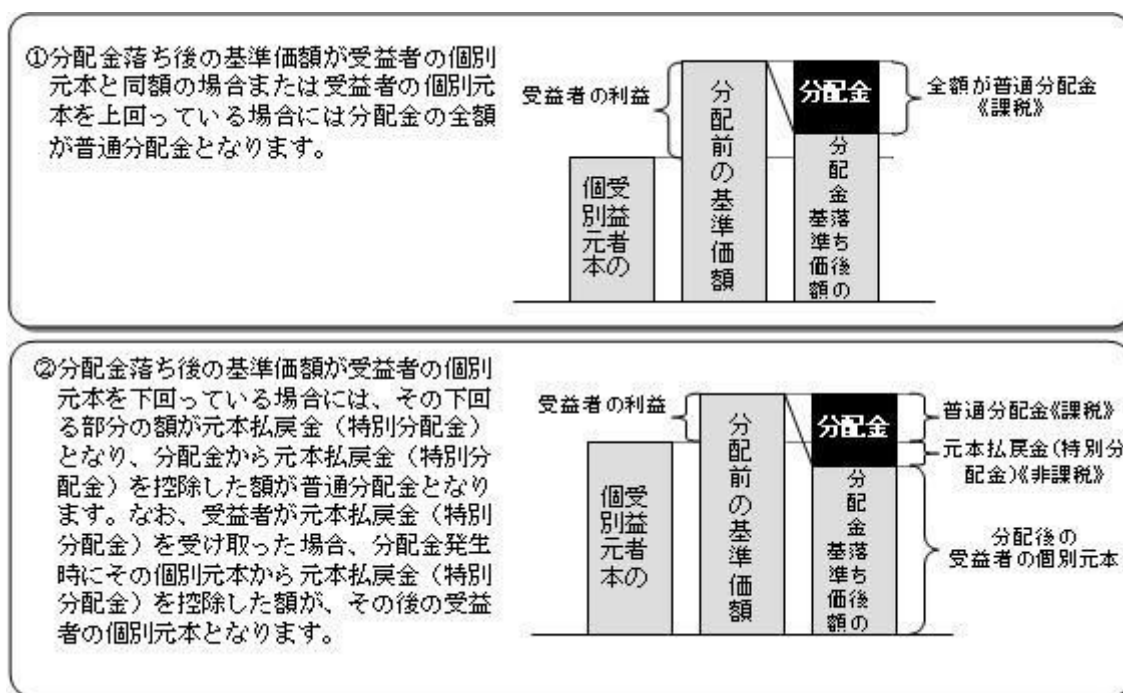 ①分配金落ち後の基準価額が受益者の個別
元本と同額の場合または受益者の個別元
本を上回っている場合には分配金の全額
が普通分配金となります。
受益者の利益
受益者の
個別元本
分配前の基準価額
分配金
分配金落ち後の
基準価額
全額が普通分配金
《課税》
②分配金落ち後の基準価額が受益者の個別
元本を下回っている場合には、その下回
る部分の額が元本払戻金（特別分配金）
となり、分配金から元本払戻金（特別分
配金）を控除した額が普通分配金となり
ます。なお、受益者が元本払戻金（特別
分配金）を受け取った場合、分配金発生
時にその個別元本から元本払戻金（特別
分配金）を控除した額が、その後の受益
者の個別元本となります。
受益者の利益
受益者の
個別元本
分配前の基準価額
分配金
分配金落ち後の
基準価額
普通分配金《課税》
元本払戻金(特別分
配金)《非課税》
分配後の
受益者の個別元本